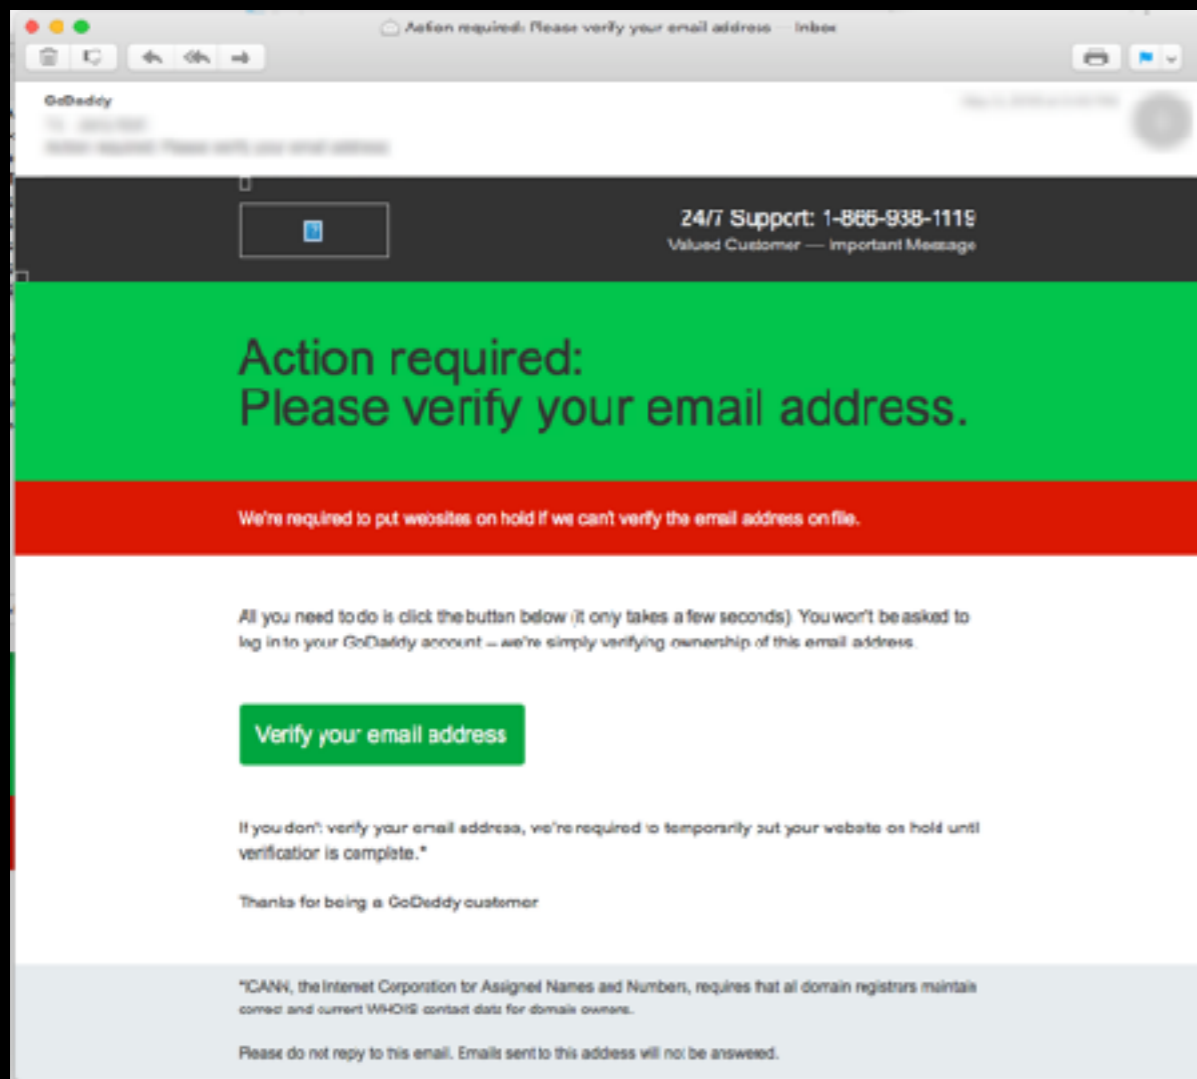 Action required: Please verify your email address — Inbox
GoDaddy
Action required: Please verify your email address
24/7 Support: 1-866-938-1119
Valued Customer — Important Message
Action required:
Please verify your email address.
We're required to put websites on hold if we can't verify the email address on file.
All you need to do is click the button below (it only takes a few seconds). You won't be asked to
log in to your GoDaddy account – we're simply verifying ownership of this email address.
Verify your email address
If you don't verify your email address, we're required to temporarily put your website on hold until
verification is complete.*
Thanks for being a GoDaddy customer
*ICANN, the Internet Corporation for Assigned Names and Numbers, requires that all domain registrars maintain
correct and current WHOIS contact data for domain owners.
Please do not reply to this email. Emails sent to this address will not be answered.